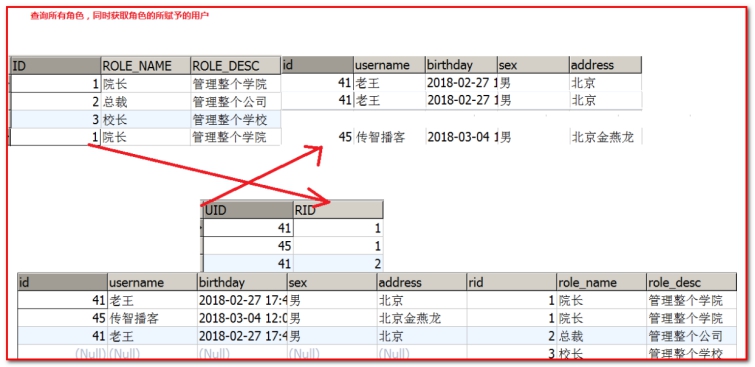 查询所有角色，同时获取角色的所赋予的用户
ID ROLE_NAME ROLE_DESC id username birthday sex address
1 院长 管理整个学院 41 老王 2018-02-27 1 男 北京
2 总裁 管理整个公司 41 老王 2018-02-27 1 男 北京
3 校长 管理整个学校
1 院长 管理整个学院 45 传智播客 2018-03-04 1 男 北京金燕龙
UID RID
41 1
45 1
41 2
id username birthday sex address rid role_name role_desc
41 老王 2018-02-27 17:4 男 北京 1 院长 管理整个学院
45 传智播客 2018-03-04 12:0 男 北京金燕龙 1 院长 管理整个学院
41 老王 2018-02-27 17:4 男 北京 2 总裁 管理整个公司
(Null) (Null) (Null) (Null) (Null) 3 校长 管理整个学校